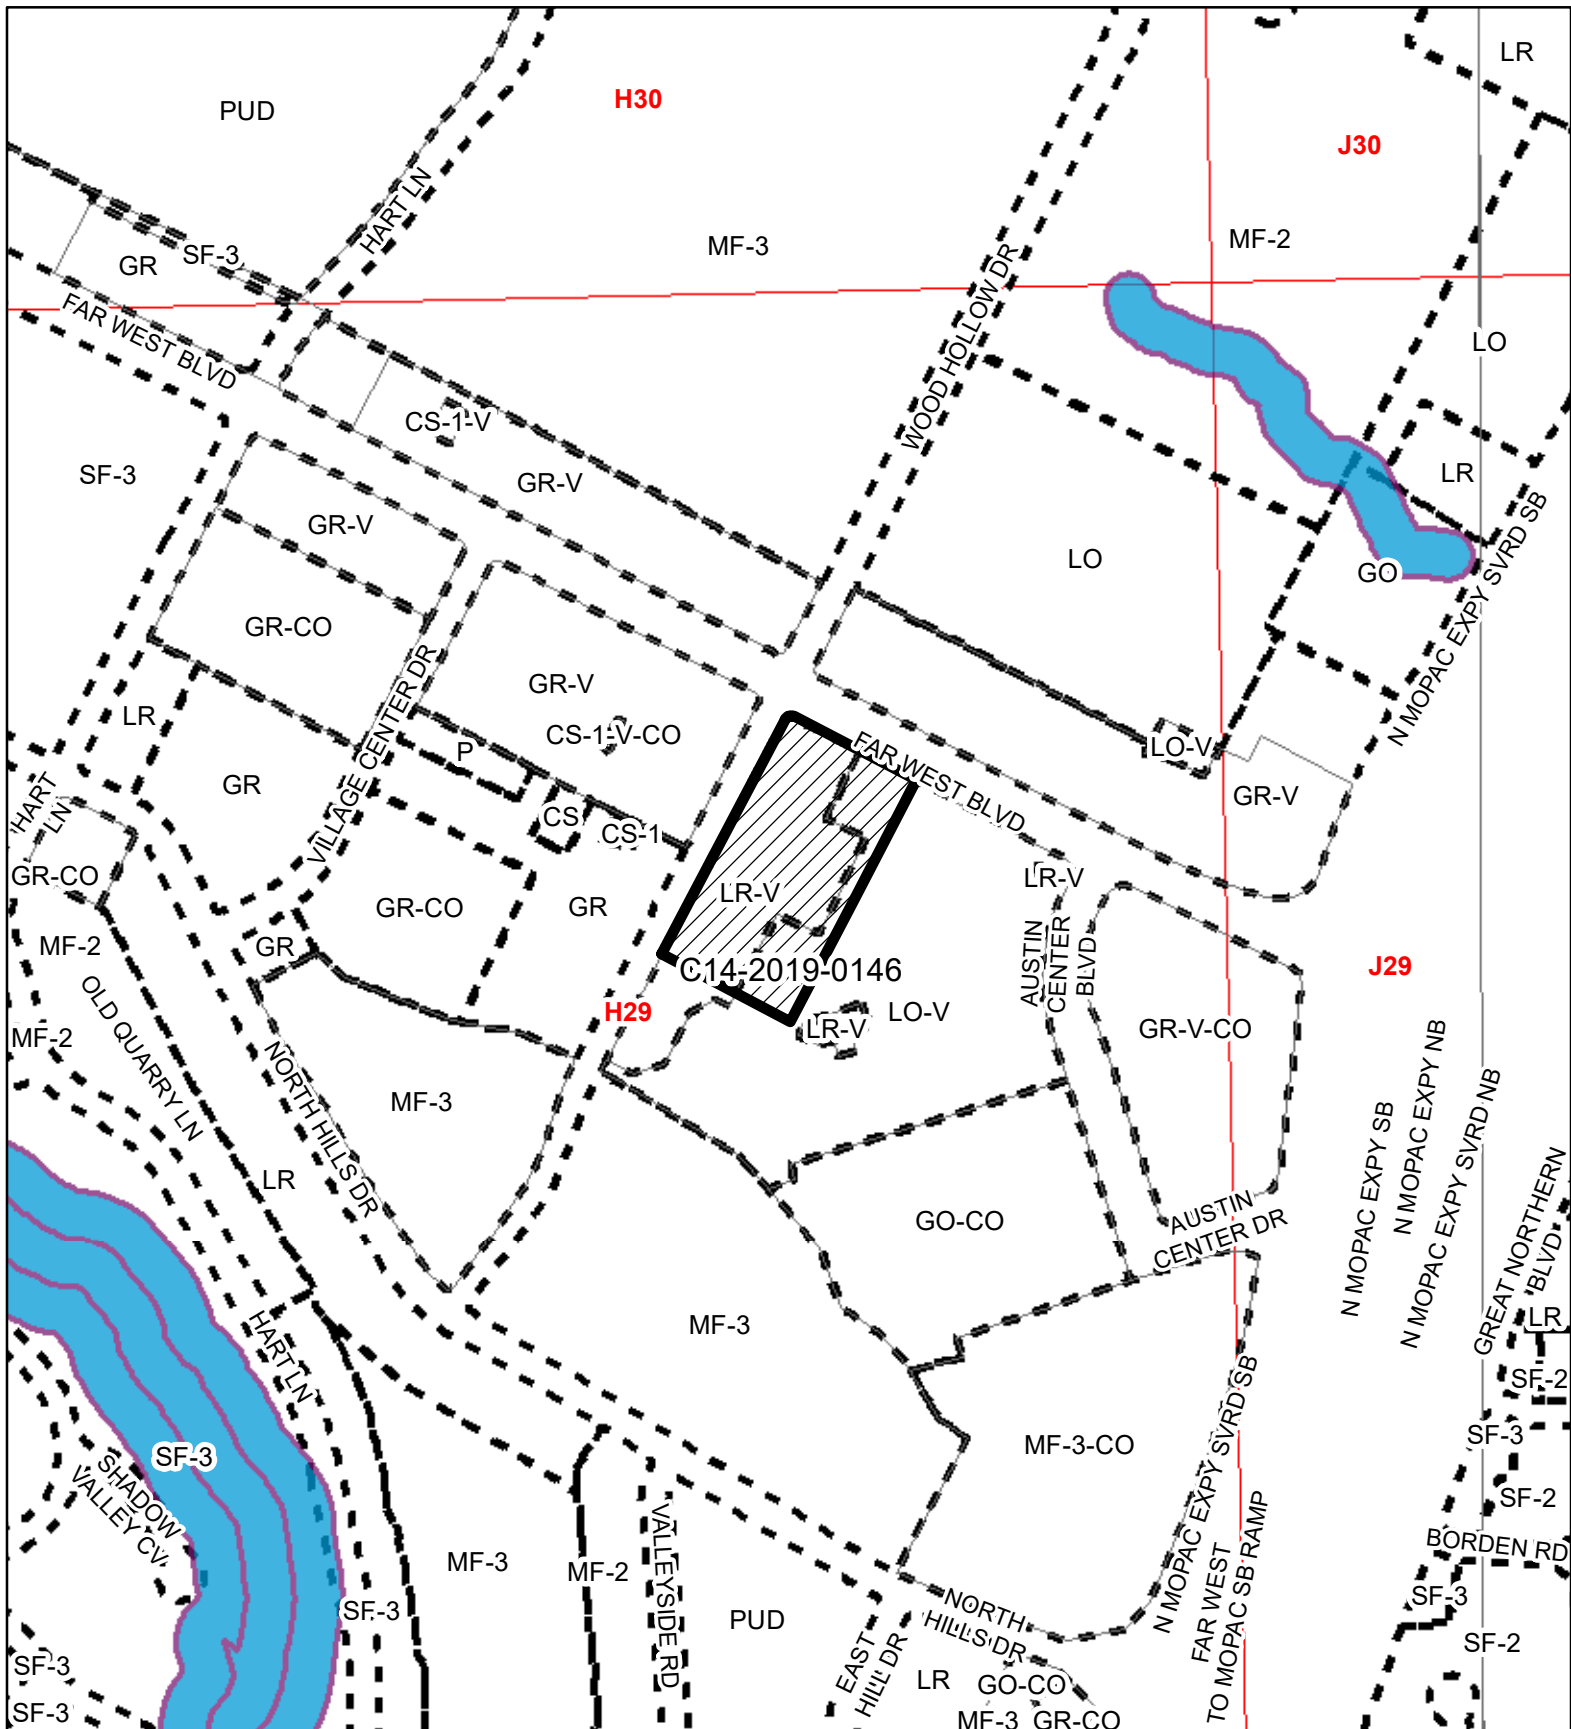 LR
PUD
H30
J30
HART LN
MF-3
MF-2
SF-3
GR
FAR WEST BLVD
WOOD HOLLOW DR
LO
CS-1-V
SF-3
GR-V
LR
GR-V
LO
GO
N MOPAC EXPY SVRD SB
GR-CO
GR-V
LR
CS-1-V-CO
LO-V
VILLAGE CENTER DR
P
FAR WEST BLVD
GR
GR-V
HART
LN
CS
CS-1
GR-CO
LR-V
LR-V
GR-CO
GR
MF-2
GR
AUSTIN
CENTER
BLVD
J29
C14-2019-0146
OLD QUARRY LN
H29
LO-V
LR-V
GR-V-CO
MF-2
NORTH HILLS DR
MF-3
N MOPAC EXPY SB
N MOPAC EXPY NB
N MOPAC EXPY SVRD NB
LR
GO-CO
AUSTIN
CENTER DR
GREAT NORTHERN
BLVD
HART LN
MF-3
LR
SF-2
SF-3
MF-3-CO
N MOPAC EXPY SVRD SB
SF-3
SHADOW
VALLEY CV
SF-2
FAR WEST
TO MOPAC SB RAMP
BORDEN RD
MF-3
MF-2
VALLEYSIDE RD
SF-3
PUD
NORTH
HILLS DR
SF-3
SF-2
EAST
HILL DR
SF-3
LR
GO-CO
SF-3
MF-3
GR-CO